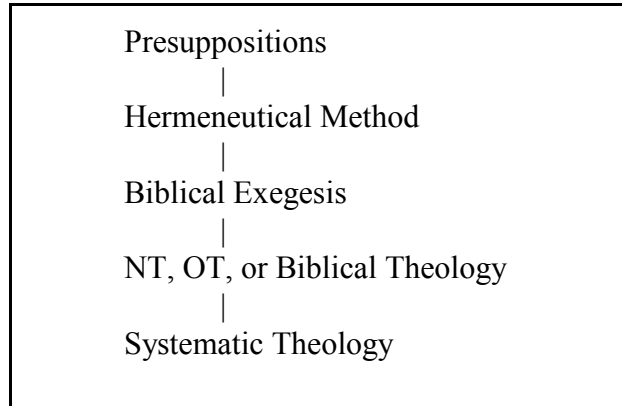 Presuppositions
|
Hermeneutical Method
|
Biblical Exegesis
|
NT, OT, or Biblical Theology
|
Systematic Theology